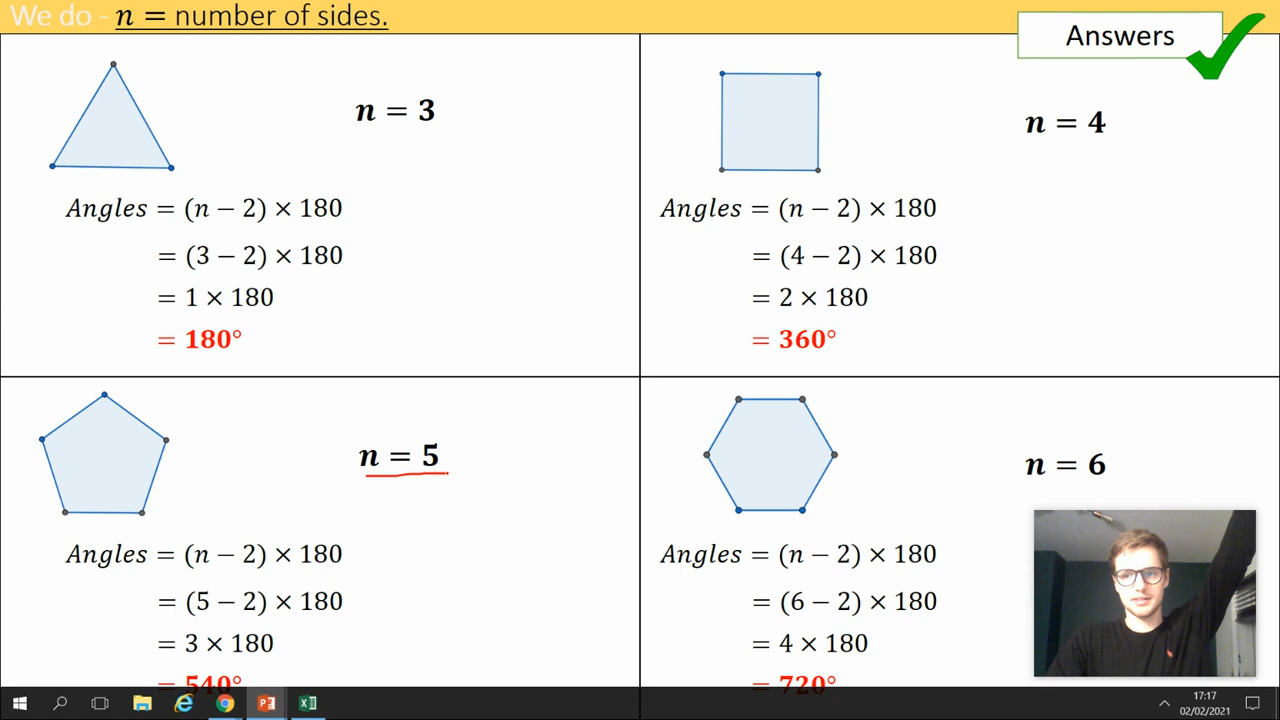 We do - n = number of sides.
Answers
n = 3
Angles = (n − 2) × 180
= (3 − 2) × 180
= 1 × 180
= 180°
n = 4
Angles = (n − 2) × 180
= (4 − 2) × 180
= 2 × 180
= 360°
n = 5
Angles = (n − 2) × 180
= (5 − 2) × 180
= 3 × 180
= 540°
n = 6
Angles = (n − 2) × 180
= (6 − 2) × 180
= 4 × 180
= 720°
17:17
02/02/2021